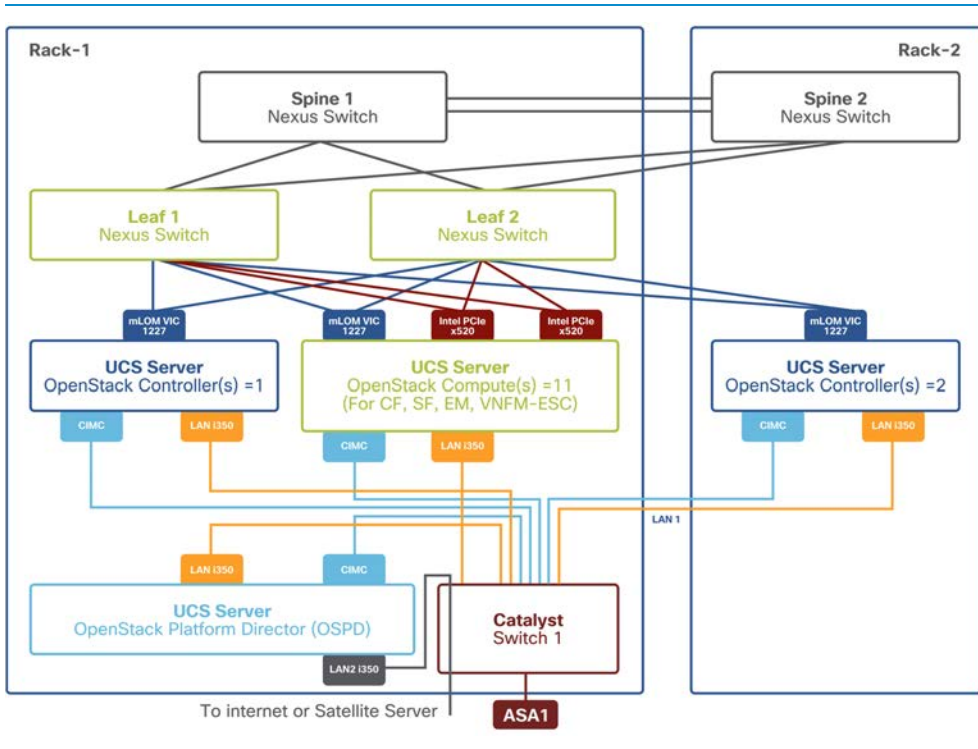 Rack-1
Rack-2
Spine 1
Nexus Switch
Spine 2
Nexus Switch
Leaf 1
Nexus Switch
Leaf 2
Nexus Switch
mLOM VIC
1227
mLOM VIC
1227
Intel PCIe
x520
Intel PCIe
x520
mLOM VIC
1227
UCS Server
OpenStack Controller(s) =1
UCS Server
OpenStack Compute(s) =11
(For CF, SF, EM, VNFM-ESC)
UCS Server
OpenStack Controller(s) =2
CIMC
LAN i350
CIMC
LAN i350
CIMC
LAN i350
LAN 1
LAN i350
CIMC
UCS Server
OpenStack Platform Director (OSPD)
Catalyst
Switch 1
LAN2 i350
To internet or Satellite Server
ASA1